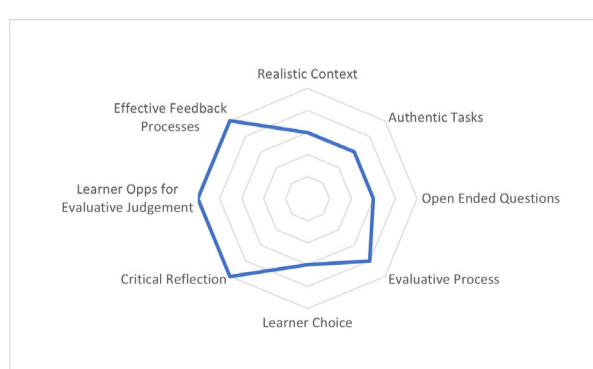 Realistic Context
Effective Feedback
Processes
Authentic Tasks
Learner Opps for
Evaluative Judgement
Open Ended Questions
Critical Reflection
Evaluative Process
Learner Choice